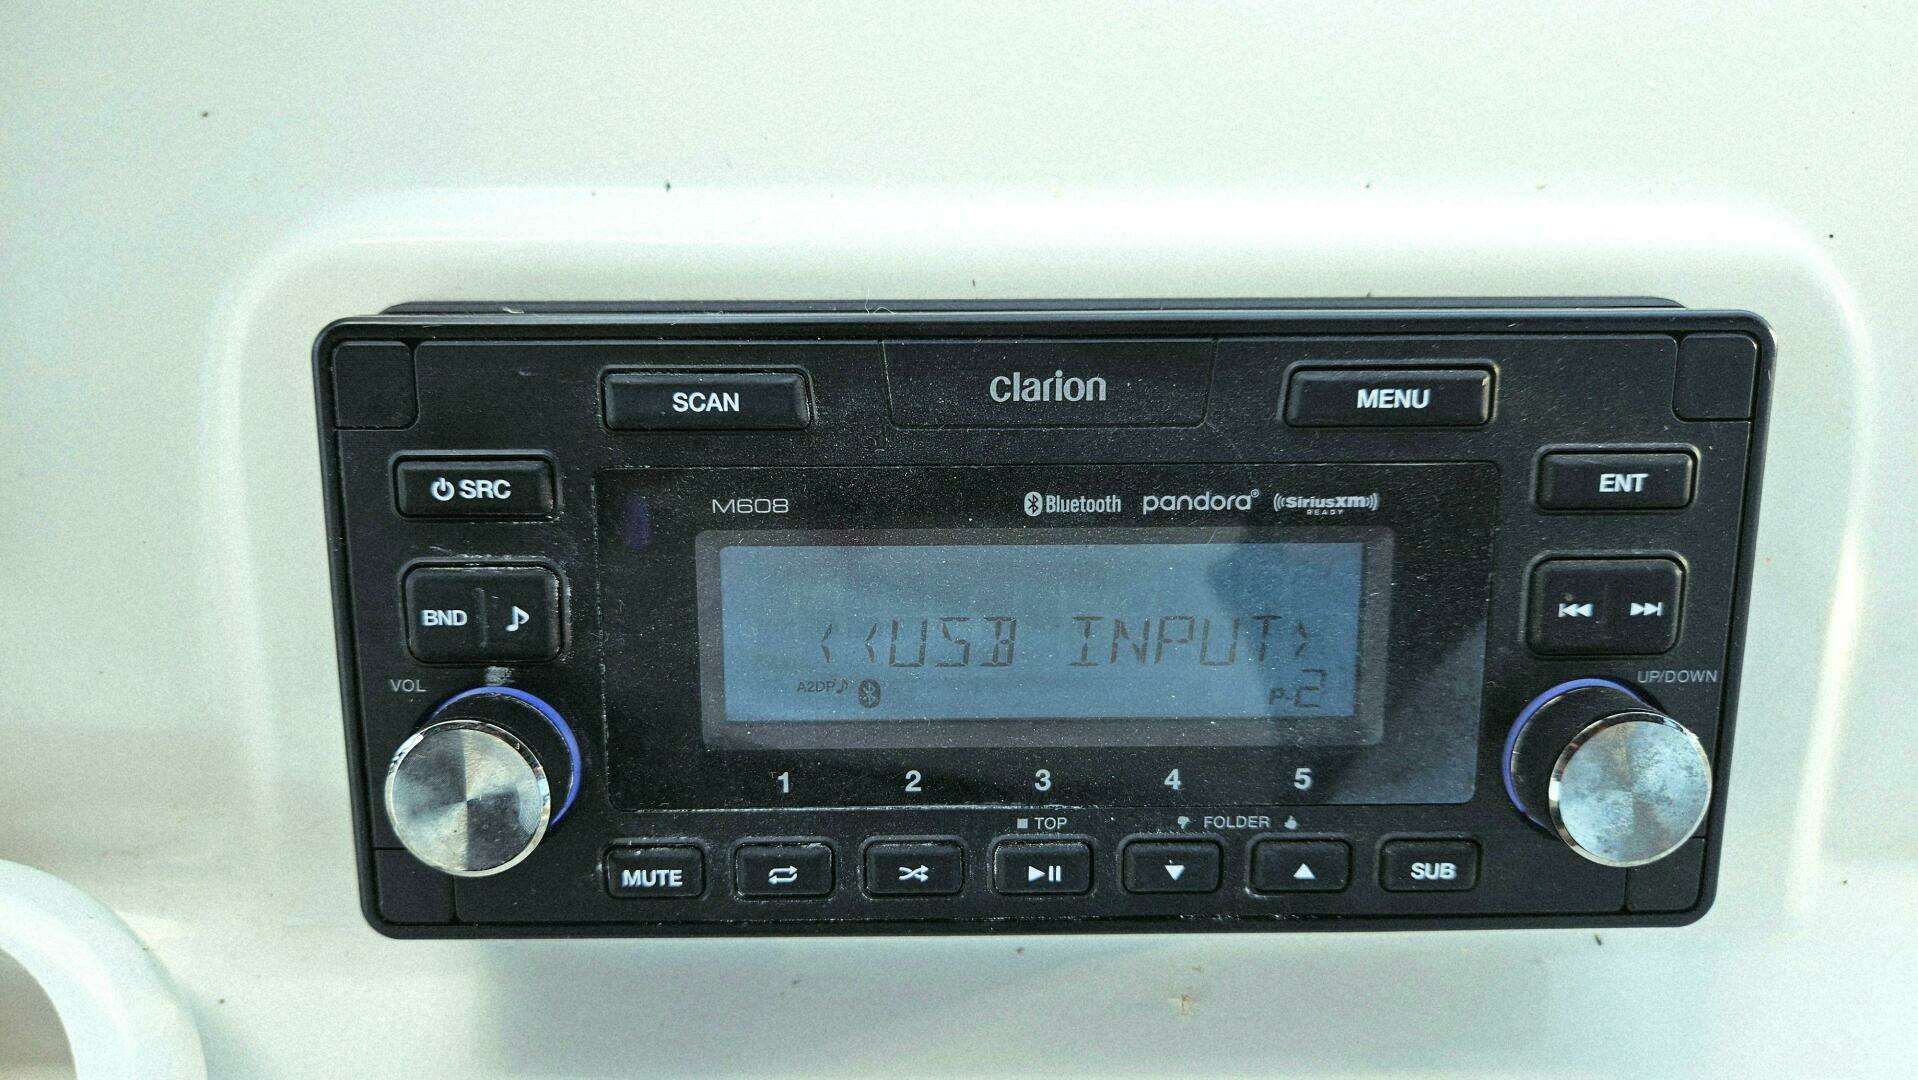 SCAN
clarion
MENU
SRC
ENT
M608
Bluetooth
pandora®
((SiriusXM))
READY
BND
<<USB INPUT>
VOL
UP/DOWN
A2DP
P-2
1 2 3 4 5
TOP
FOLDER
MUTE
SUB